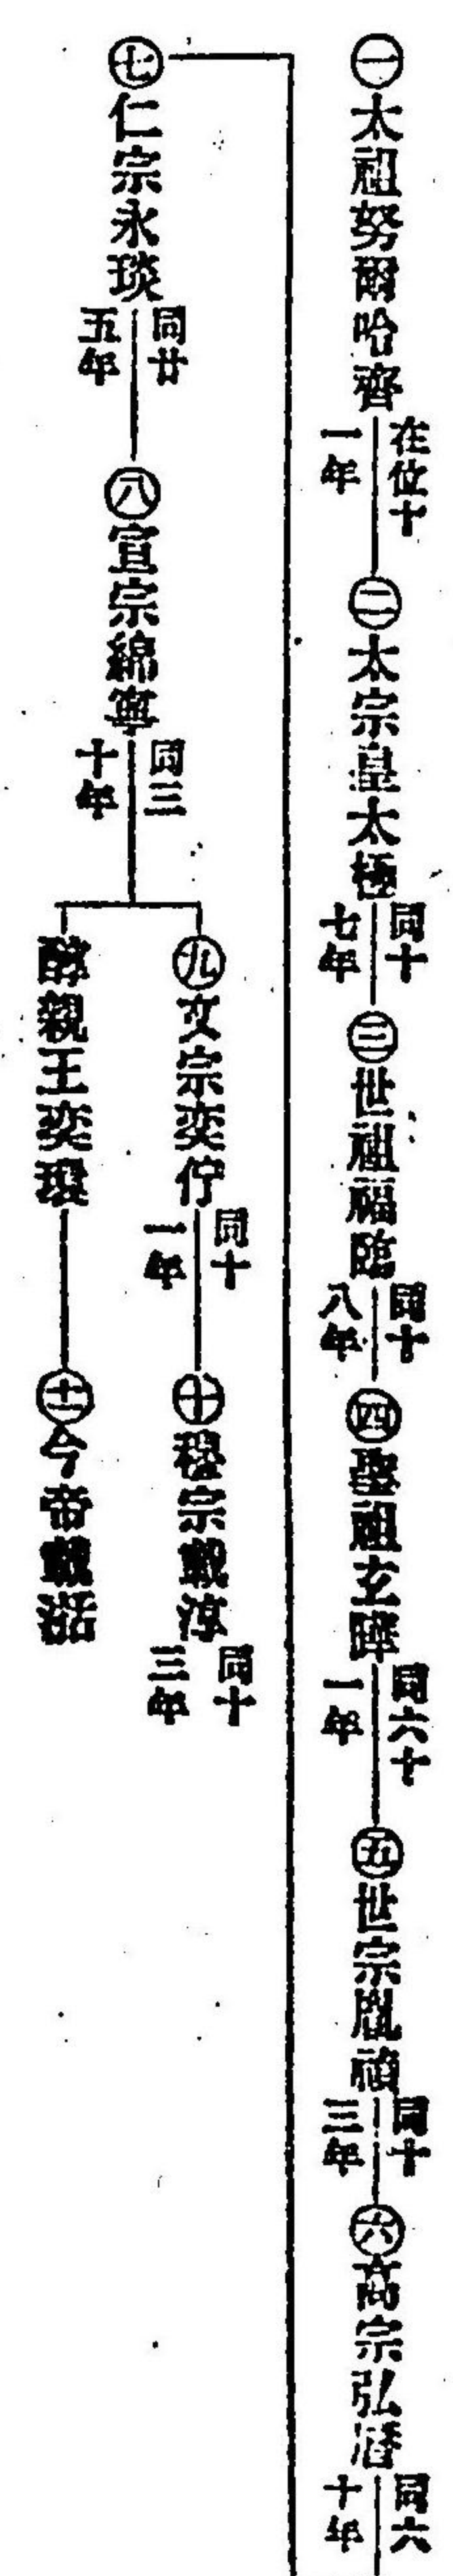 ㊀太祖努爾哈齊
在位十一年
㊁太宗皇太極
同十七年
㊂世祖福臨
同十八年
㊃聖祖玄曄
同六十一年
㊄世宗胤禎
同十三年
㊅高宗弘曆
同六十年
㊆仁宗永琰
同廿五年
㊇宣宗綿寧
同三十年
㊈文宗奕佇
同十一年
㊉穆宗載淳
同十三年
醇親王奕環
十一今帝載湉